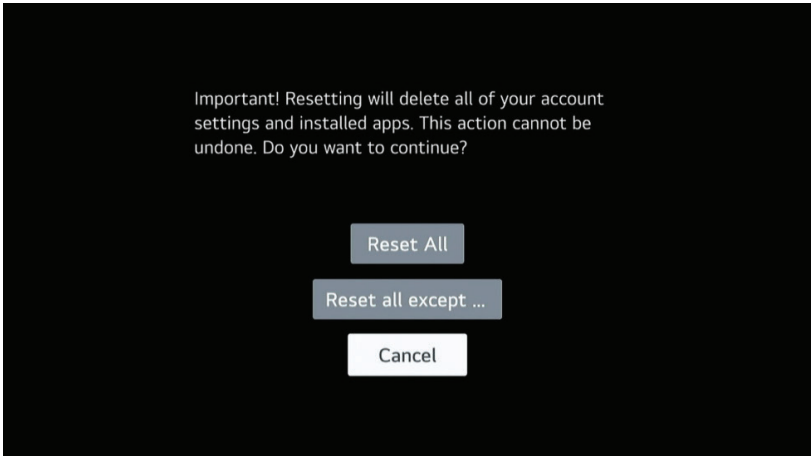 Important! Resetting will delete all of your account
settings and installed apps. This action cannot be
undone. Do you want to continue?
Reset All
Reset all except ...
Cancel